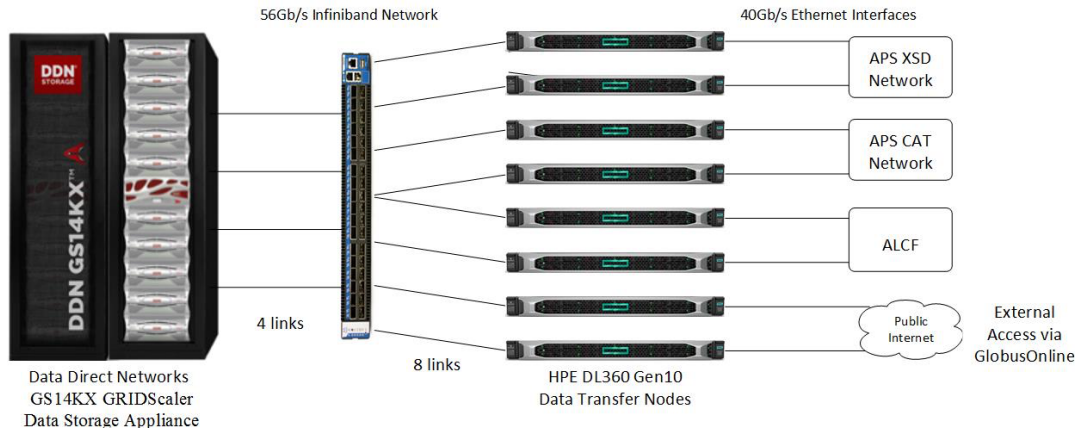 56Gb/s Infiniband Network
40Gb/s Ethernet Interfaces
DDN
STORAGE
DDN GS14KX™
APS XSD
Network
APS CAT
Network
ALCF
Public
Internet
External
Access via
GlobusOnline
4 links
8 links
Data Direct Networks
GS14KX GRIDScaler
Data Storage Appliance
HPE DL360 Gen10
Data Transfer Nodes